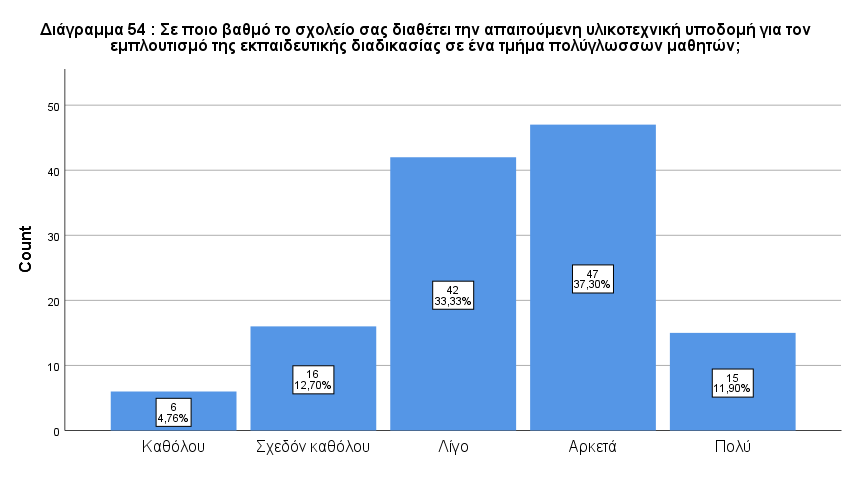 Διάγραμμα 54 : Σε ποιο βαθμό το σχολείο σας διαθέτει την απαιτούμενη υλικοτεχνική υποδομή για τον
εμπλουτισμό της εκπαιδευτικής διαδικασίας σε ένα τμήμα πολύγλωσσων μαθητών;
Count
50
40
30
20
10
0
6
4,76%
16
12,70%
42
33,33%
47
37,30%
15
11,90%
Καθόλου
Σχεδόν καθόλου
Λίγο
Αρκετά
Πολύ